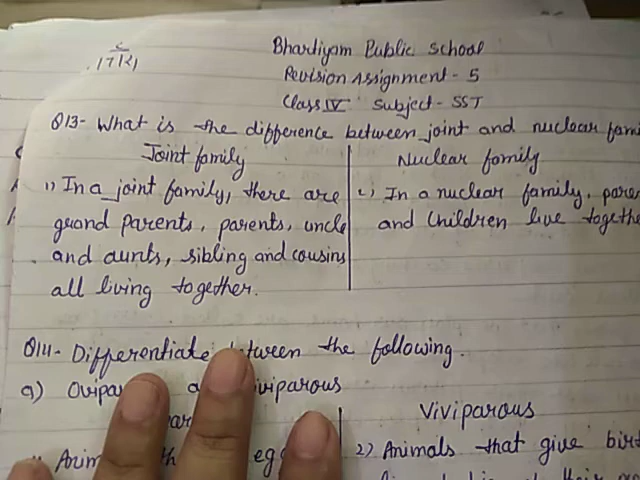 Bhartiyam Public School
Revision Assignment - 5
Class IV Subject - SST
Q13- What is the difference between joint and nuclear
Joint family
1) In a joint family, there are
grand parents, parents, uncle
and aunts, sibling and cousins
all living together.
Nuclear family
In a nuclear family,
and Children live
Q14- Differentiate between the following.
a) Viviparous
Viviparous
2) Animals that give